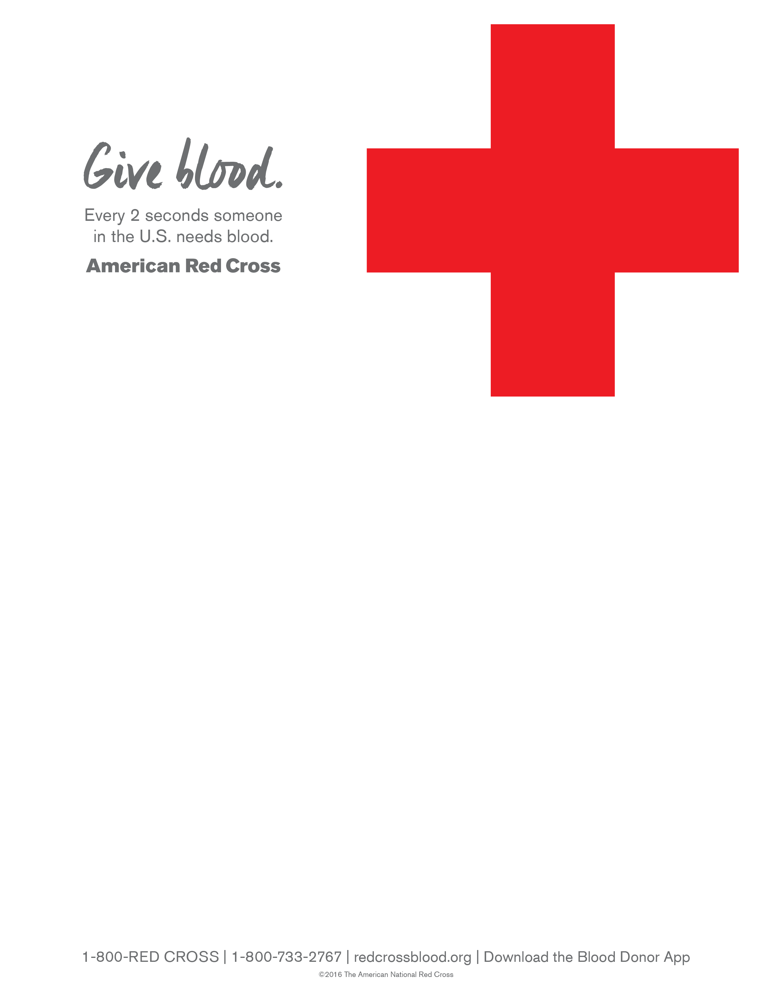 Give blood.
Every 2 seconds someone
in the U.S. needs blood.
American Red Cross
1-800-RED CROSS | 1-800-733-2767 | redcrossblood.org | Download the Blood Donor App
©2016 The American National Red Cross